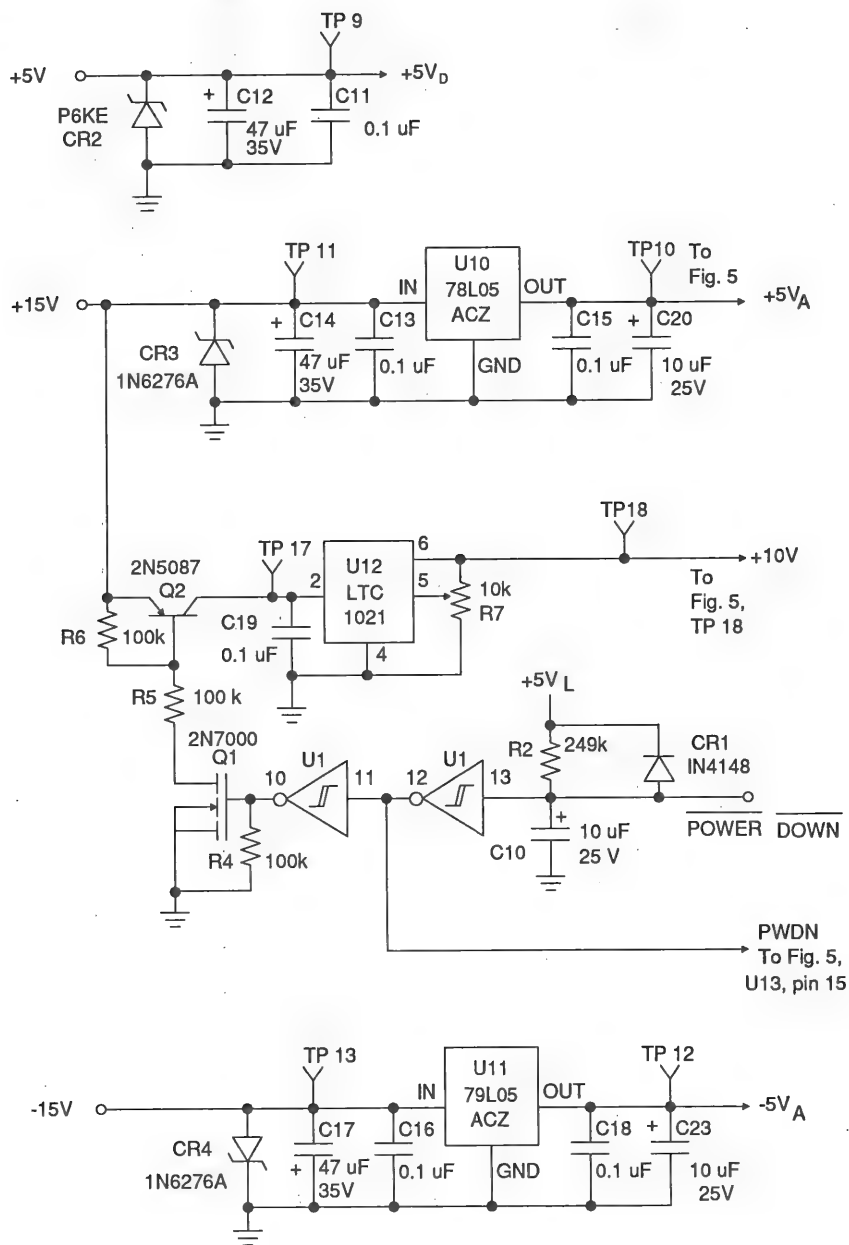 TP 9
+5V
+5VD
P6KE
CR2
+
C12
47 uF
35V
C11
0.1 uF
TP 11
TP10
To
Fig. 5
+15V
IN
U10
78L05
ACZ
OUT
GND
+5VA
CR3
1N6276A
+
C14
47 uF
35V
C13
0.1 uF
C15
0.1 uF
+
C20
10 uF
25V
2N5087
Q2
TP 17
2
U12
LTC
1021
6
5
4
TP18
+10V
To
Fig. 5,
TP 18
10k
R7
R6
100k
C19
0.1 uF
R5
100 k
2N7000
Q1
10
U1
11
12
U1
13
+5V L
R2
249k
CR1
IN4148
POWER DOWN
R4
100k
C10
+
10 uF
25 V
PWDN
To Fig. 5,
U13, pin 15
TP 13
TP 12
-15V
IN
U11
79L05
ACZ
OUT
GND
-5VA
CR4
1N6276A
C17
+
47 uF
35V
C16
0.1 uF
C18
0.1 uF
+
C23
10 uF
25V